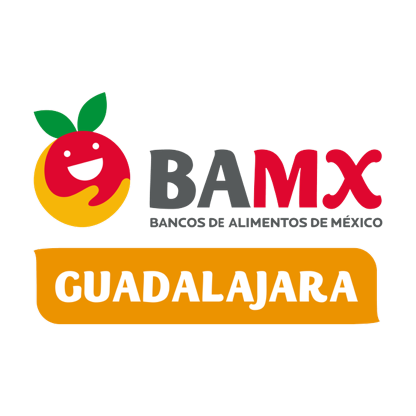 BAMX
BANCOS DE ALIMENTOS DE MÉXICO
GUADALAJARA